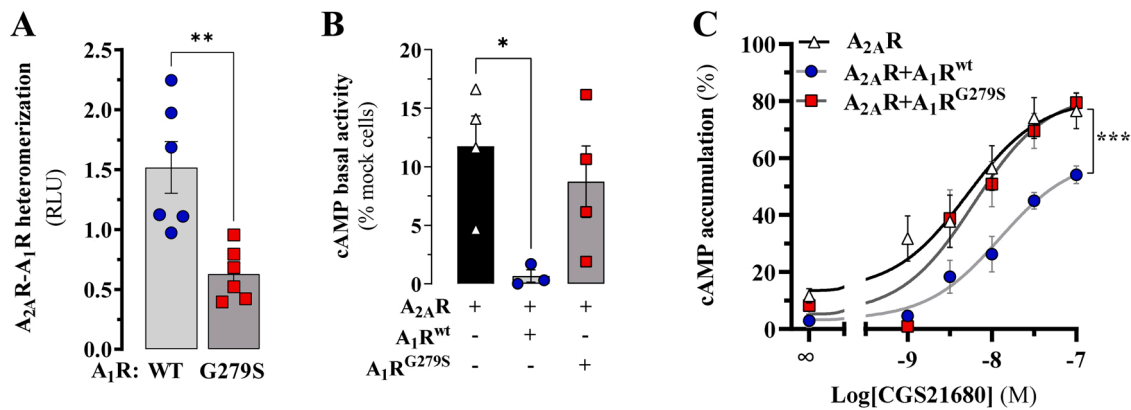 A
A2AR-A1R heteromerization
(RLU)
2.5
2.0
1.5
1.0
0.5
0.0
**
A1R: WT G279S
B
cAMP basal activity
(% mock cells)
20
15
10
5
0
*
A2AR + + +
A1Rwt - + -
A1RG279S - - +
C
cAMP accumulation (%)
100
80
60
40
20
0
A2AR
A2AR+A1Rwt
A2AR+A1RG279S
***
∞ -9 -8 -7
Log[CGS21680] (M)